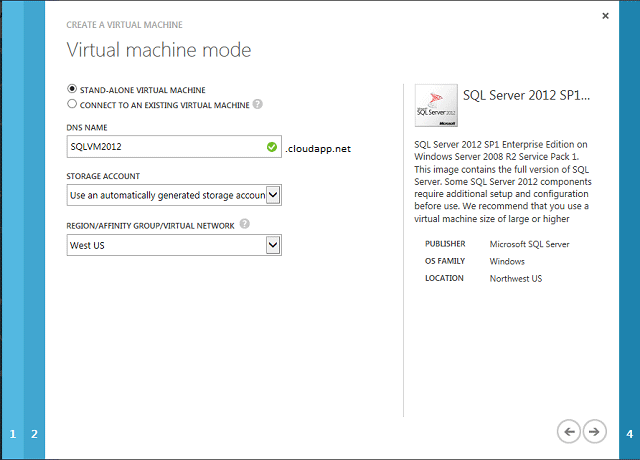 CREATE A VIRTUAL MACHINE
Virtual machine mode
STAND-ALONE VIRTUAL MACHINE
CONNECT TO AN EXISTING VIRTUAL MACHINE ?
DNS NAME
SQLVM2012 .cloudapp.net
STORAGE ACCOUNT
Use an automatically generated storage accoun
REGION/AFFINITY GROUP/VIRTUAL NETWORK ?
West US
Microsoft
SQL Server 2012
Microsoft
SQL Server 2012 SP1...
SQL Server 2012 SP1 Enterprise Edition on
Windows Server 2008 R2 Service Pack 1.
This image contains the full version of SQL
Server. Some SQL Server 2012 components
require additional setup and configuration
before use. We recommend that you use a
virtual machine size of large or higher
PUBLISHER Microsoft SQL Server
OS FAMILY Windows
LOCATION Northwest US
1 2
4